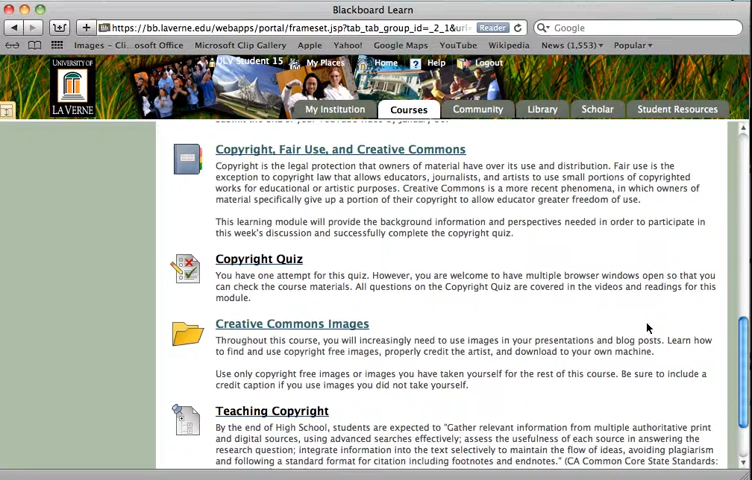 Blackboard Learn
https://bb.laverne.edu/webapps/portal/frameset.jsp?tab_tab_group_id=_2_1&url=
Reader
Google
Images - Cli...osoft Office
Microsoft Clip Gallery
Apple
Yahoo!
Google Maps
YouTube
Wikipedia
News (1,553)
Popular
UNIVERSITY OF
LA VERNE
ULV Student 15
My Places
Home
Help
Logout
My Institution
Courses
Community
Library
Scholar
Student Resources
Copyright, Fair Use, and Creative Commons
Copyright is the legal protection that owners of material have over its use and distribution. Fair use is the
exception to copyright law that allows educators, journalists, and artists to use small portions of copyrighted
works for educational or artistic purposes. Creative Commons is a more recent phenomena, in which owners of
material specifically give up a portion of their copyright to allow educator greater freedom of use.
This learning module will provide the background information and perspectives needed in order to participate in
this week's discussion and successfully complete the copyright quiz.
Copyright Quiz
You have one attempt for this quiz. However, you are welcome to have multiple browser windows open so that you
can check the course materials. All questions on the Copyright Quiz are covered in the videos and readings for this
module.
Creative Commons Images
Throughout this course, you will increasingly need to use images in your presentations and blog posts. Learn how
to find and use copyright free images, properly credit the artist, and download to your own machine.
Use only copyright free images or images you have taken yourself for the rest of this course. Be sure to include a
credit caption if you use images you did not take yourself.
Teaching Copyright
By the end of High School, students are expected to "Gather relevant information from multiple authoritative print
and digital sources, using advanced searches effectively; assess the usefulness of each source in answering the
research question; integrate information into the text selectively to maintain the flow of ideas, avoiding plagiarism
and following a standard format for citation including footnotes and endnotes." (CA Common Core State Standards: